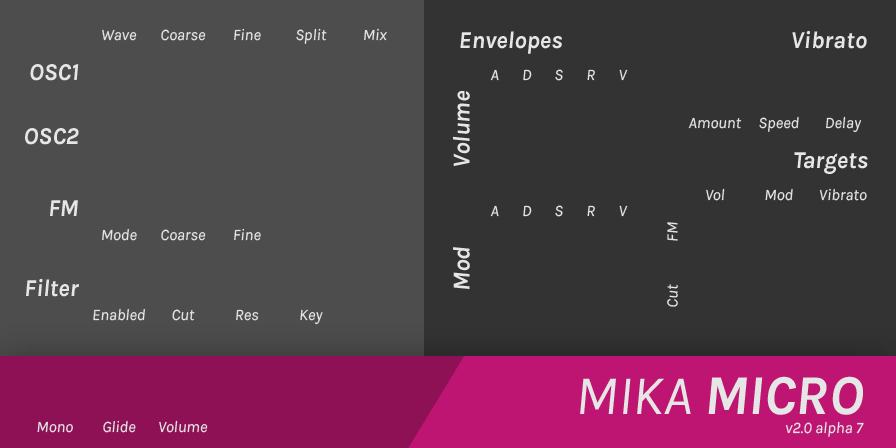 Wave Coarse Fine Split Mix
OSC1
OSC2
FM
Mode Coarse Fine
Filter
Enabled Cut Res Key
Envelopes
A D S R V
Volume
A D S R V
Mod
Vibrato
Amount Speed Delay
Targets
Vol Mod Vibrato
FM
Cut
Mono Glide Volume
MIKA MICRO
v2.0 alpha 7